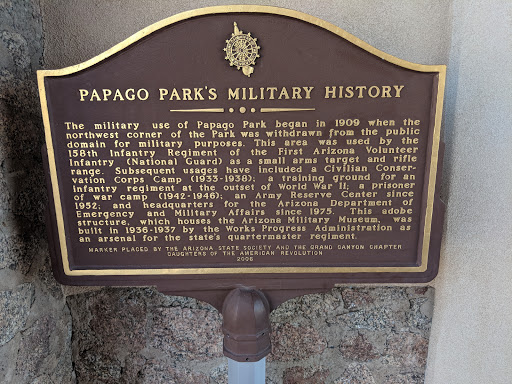 PAPAGO PARK'S MILITARY HISTORY
The military use of Papago Park began in 1909 when the
northwest corner of the Park was withdrawn from the public
domain for military purposes. This area was used by the
158th Infantry Regiment of the First Arizona Volunteer
Infantry (National Guard) as a small arms target and rifle
range. Subsequent usages have included a Civilian Conser-
vation Corps Camp (1933-1938); a training ground for an
infantry regiment at the outset of World War II; a prisoner
of war camp (1942-1946); an Army Reserve Center since
1952; and headquarters for the Arizona Department of
Emergency and Military Affairs since 1975. This adobe
structure, which houses the Arizona Military Museum, was
built in 1936-1937 by the Works Progress Administration as
an arsenal for the state's quartermaster regiment.
MARKER PLACED BY THE ARIZONA STATE SOCIETY AND THE GRAND CANYON CHAPTER
DAUGHTERS OF THE AMERICAN REVOLUTION
2006